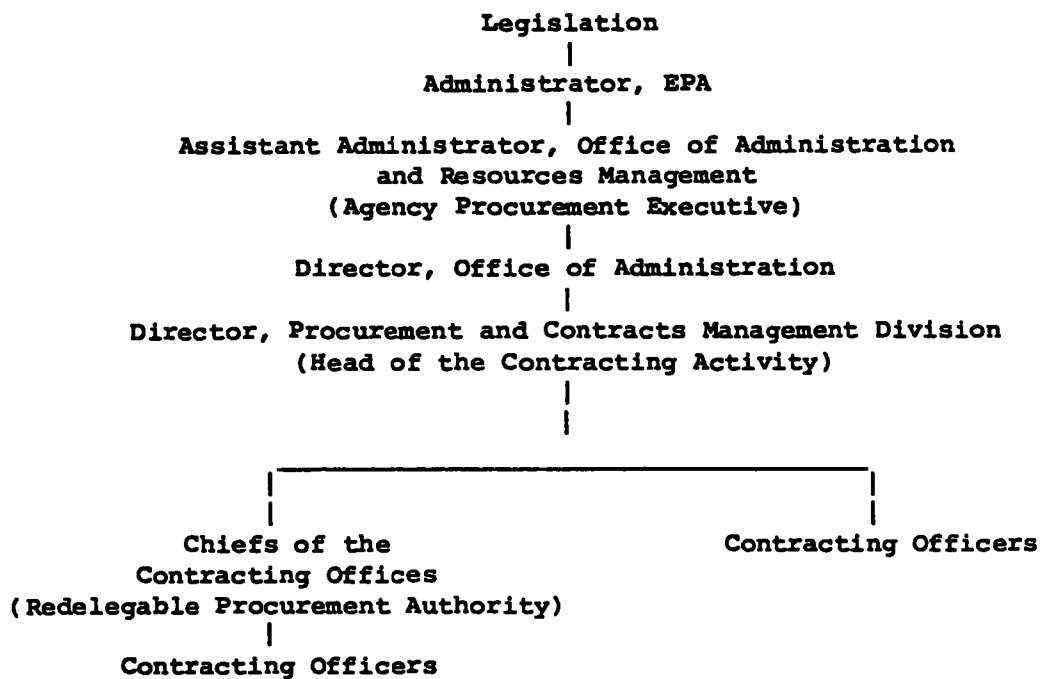 Legislation
Administrator, EPA
Assistant Administrator, Office of Administration
and Resources Management
(Agency Procurement Executive)
Director, Office of Administration
Director, Procurement and Contracts Management Division
(Head of the Contracting Activity)
Chiefs of the
Contracting Offices
(Redelegable Procurement Authority)
Contracting Officers
Contracting Officers